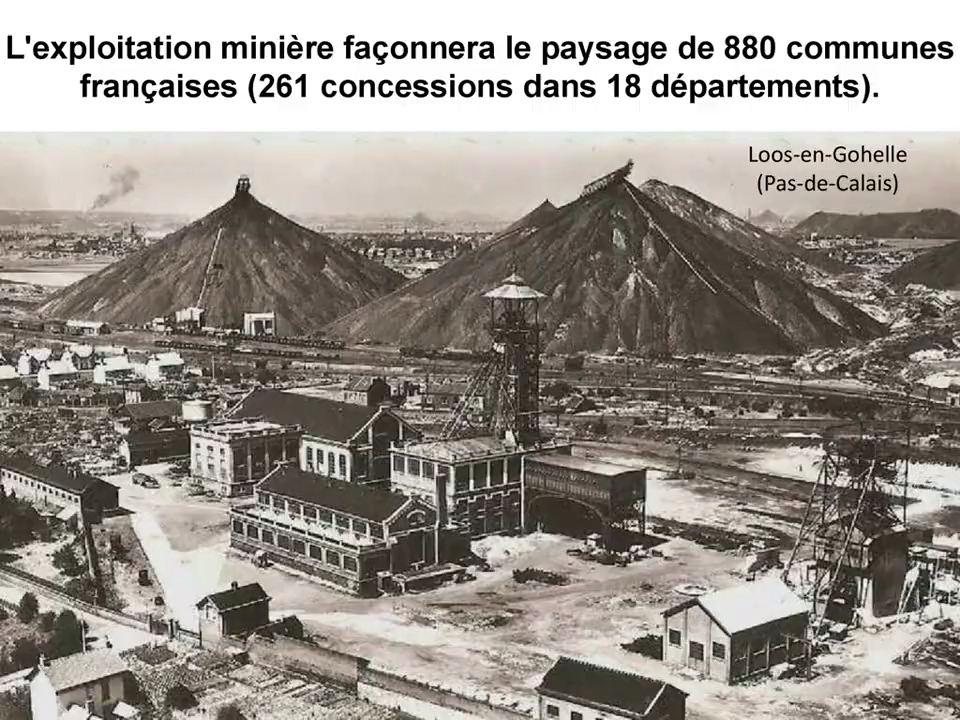 L'exploitation minière façonnera le paysage de 880 communes
françaises (261 concessions dans 18 départements).
Loos-en-Gohelle
(Pas-de-Calais)